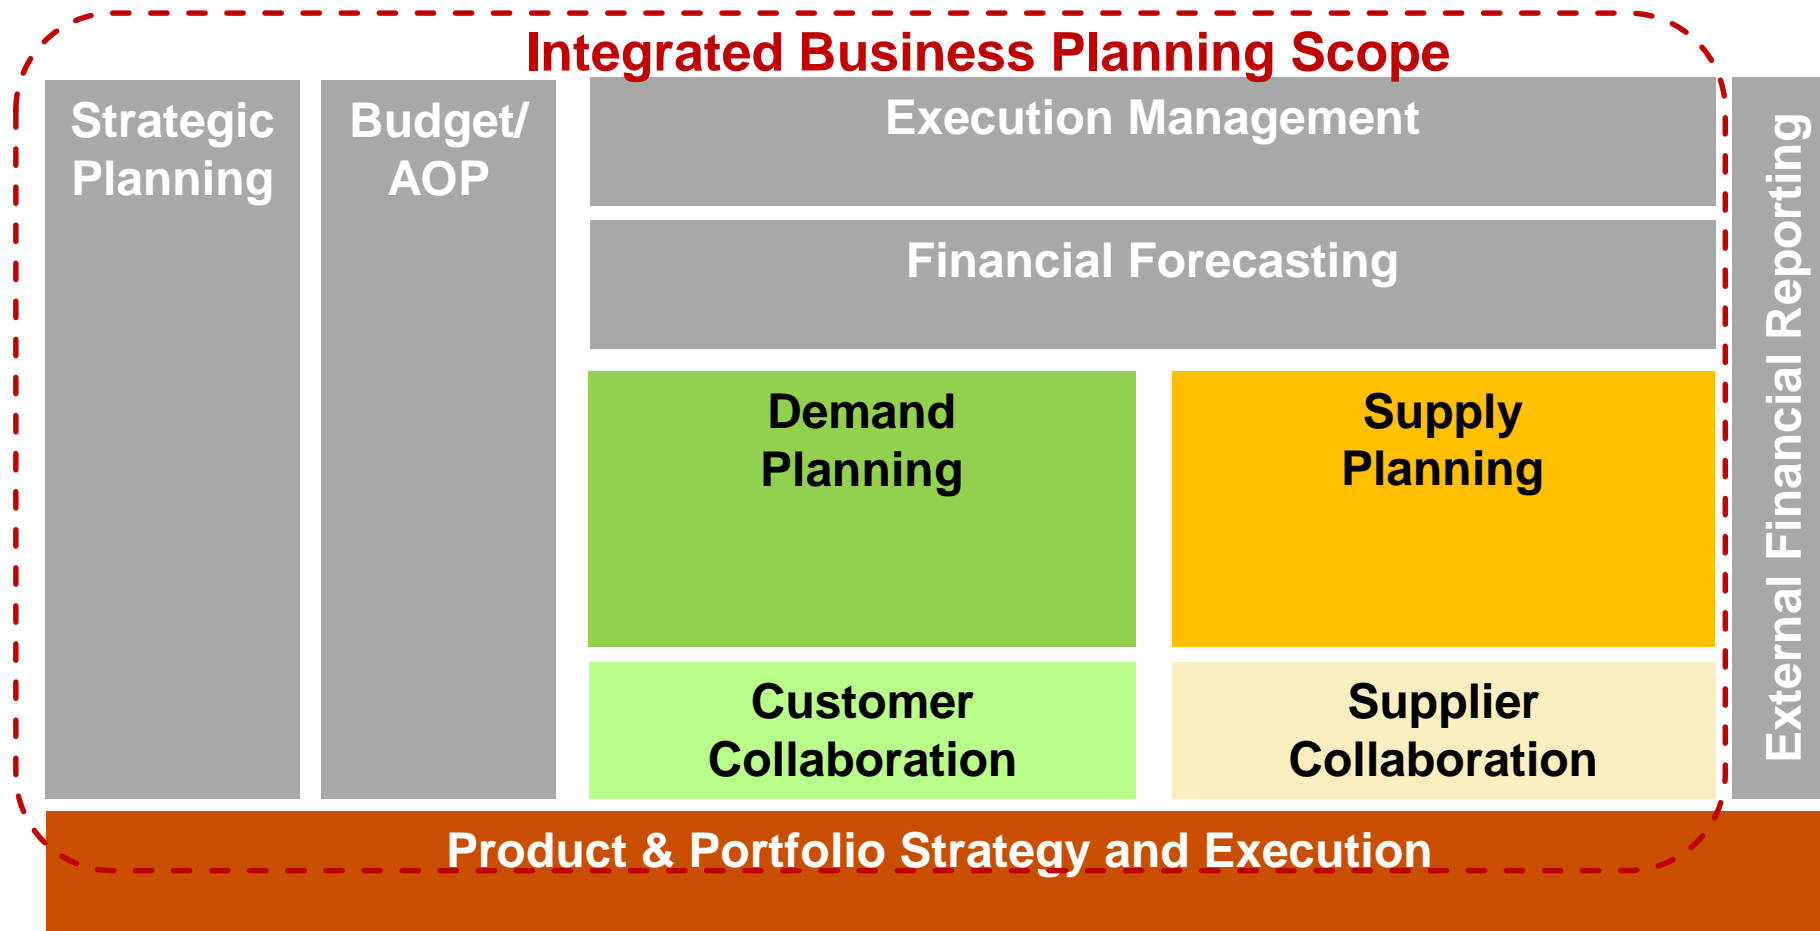 Integrated Business Planning Scope
Strategic
Planning
Budget/
AOP
Execution Management
Financial Forecasting
Demand
Planning
Supply
Planning
Customer
Collaboration
Supplier
Collaboration
External Financial Reporting
Product & Portfolio Strategy and Execution